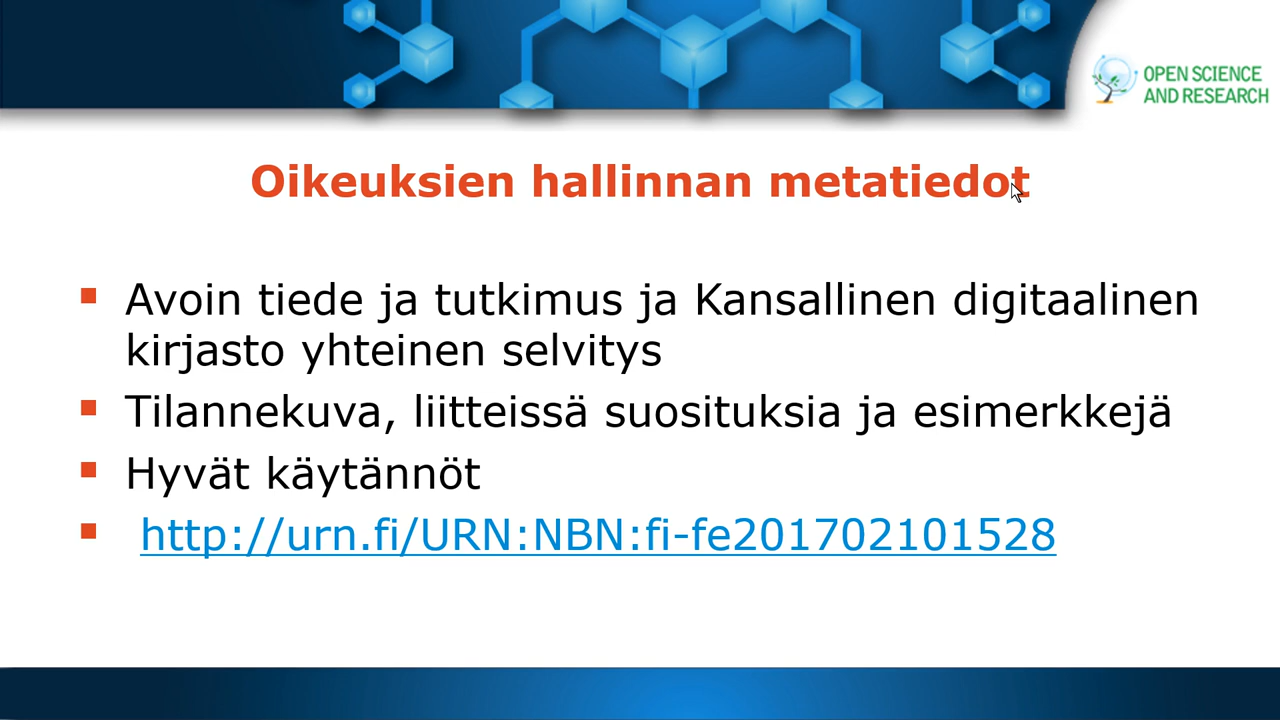 OPEN SCIENCE
AND RESEARCH
Oikeuksien hallinnan metatiedot
Avoin tiede ja tutkimus ja Kansallinen digitaalinen
kirjasto yhteinen selvitys
Tilannekuva, liitteissä suosituksia ja esimerkkejä
Hyvät käytännöt
http://urn.fi/URN:NBN:fi-fe201702101528